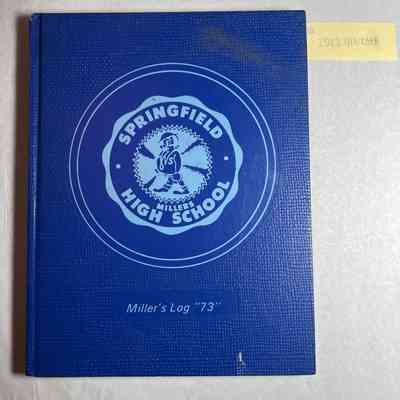 SPRINGFIELD
MILLERS
HIGH SCHOOL
Miller's Log "73"